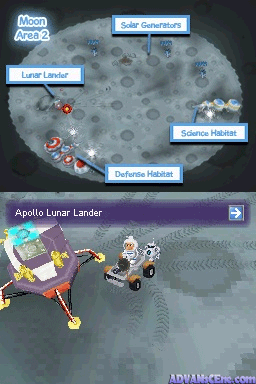 Moon
Area 2
Solar Generators
Lunar Lander
Science Habitat
Defense Habitat
Apollo Lunar Lander
ADVANsCEne.com